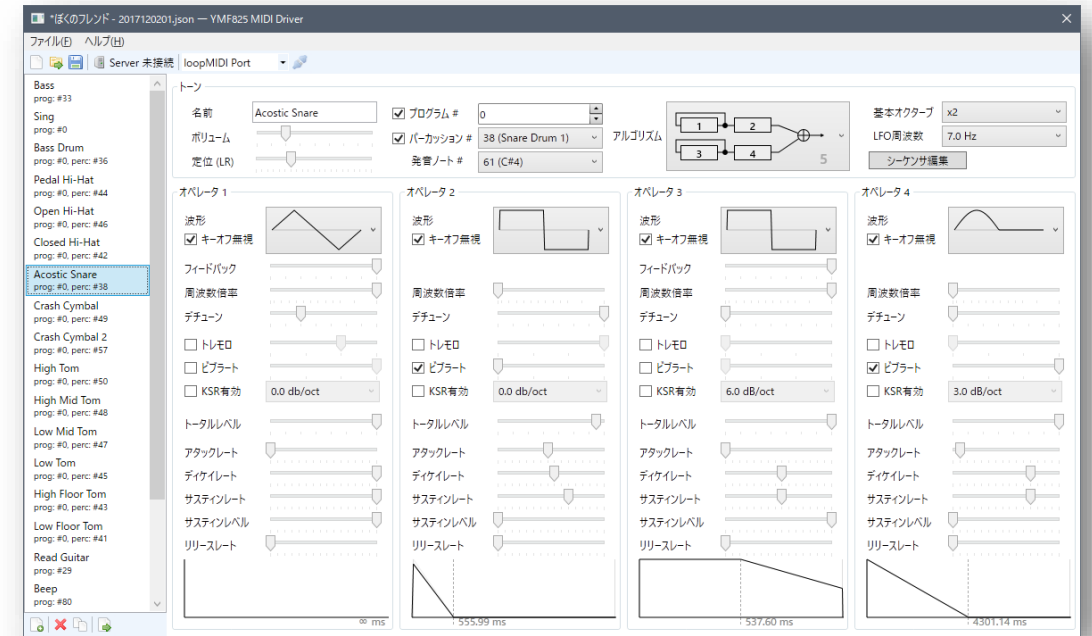 *ぼくのフレンド - 2017120201.json — YMF825 MIDI Driver
ファイル(F) ヘルプ(H)
Server 未接続 loopMIDI Port
Bass
prog: #33
Sing
prog: #0
Bass Drum
prog: #0, perc: #36
Pedal Hi-Hat
prog: #0, perc: #44
Open Hi-Hat
prog: #0, perc: #46
Closed Hi-Hat
prog: #0, perc: #42
Acostic Snare
prog: #0, perc: #38
Crash Cymbal
prog: #0, perc: #49
Crash Cymbal 2
prog: #0, perc: #57
High Tom
prog: #0, perc: #50
High Mid Tom
prog: #0, perc: #48
Low Mid Tom
prog: #0, perc: #47
Low Tom
prog: #0, perc: #45
High Floor Tom
prog: #0, perc: #43
Low Floor Tom
prog: #0, perc: #41
Read Guitar
prog: #29
Beep
prog: #80
トーン
名前 Acostic Snare プログラム # 0
ボリューム パーカッション # 38 (Snare Drum 1)
定位 (LR) 発音ノート # 61 (C#4)
アルゴリズム 1 2 3 4 5
基本オクターブ x2
LFO周波数 7.0 Hz
シーケンサ編集
オペレータ 1
波形
キーオフ無視
フィードバック
周波数倍率
デチューン
トレモロ
ビブラート
KSR有効 0.0 db/oct
トータルレベル
アタックレート
ディケイレート
サスティンレート
サスティンレベル
リリースレート
∞ ms
オペレータ 2
波形
キーオフ無視
周波数倍率
デチューン
トレモロ
ビブラート
KSR有効 0.0 db/oct
トータルレベル
アタックレート
ディケイレート
サスティンレート
サスティンレベル
リリースレート
555.99 ms
オペレータ 3
波形
キーオフ無視
フィードバック
周波数倍率
デチューン
トレモロ
ビブラート
KSR有効 6.0 dB/oct
トータルレベル
アタックレート
ディケイレート
サスティンレート
サスティンレベル
リリースレート
537.60 ms
オペレータ 4
波形
キーオフ無視
周波数倍率
デチューン
トレモロ
ビブラート
KSR有効 3.0 dB/oct
トータルレベル
アタックレート
ディケイレート
サスティンレート
サスティンレベル
リリースレート
4301.14 ms